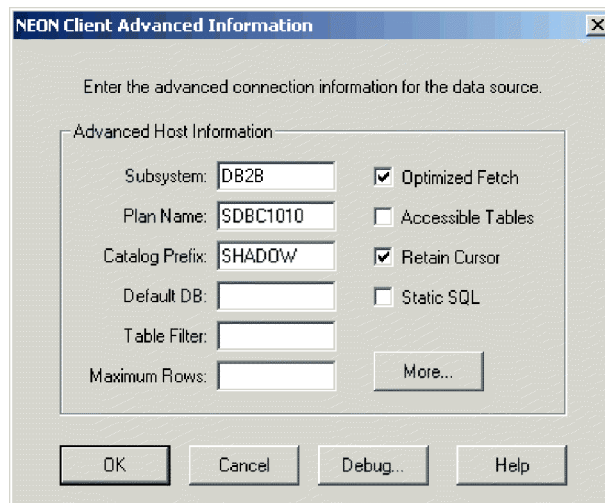 NEON Client Advanced Information
Enter the advanced connection information for the data source.
Advanced Host Information
Subsystem: DB2B
Optimized Fetch
Plan Name: SDBC1010
Accessible Tables
Catalog Prefix: SHADOW
Retain Cursor
Default DB:
Static SQL
Table Filter:
Maximum Rows:
More...
OK Cancel Debug... Help